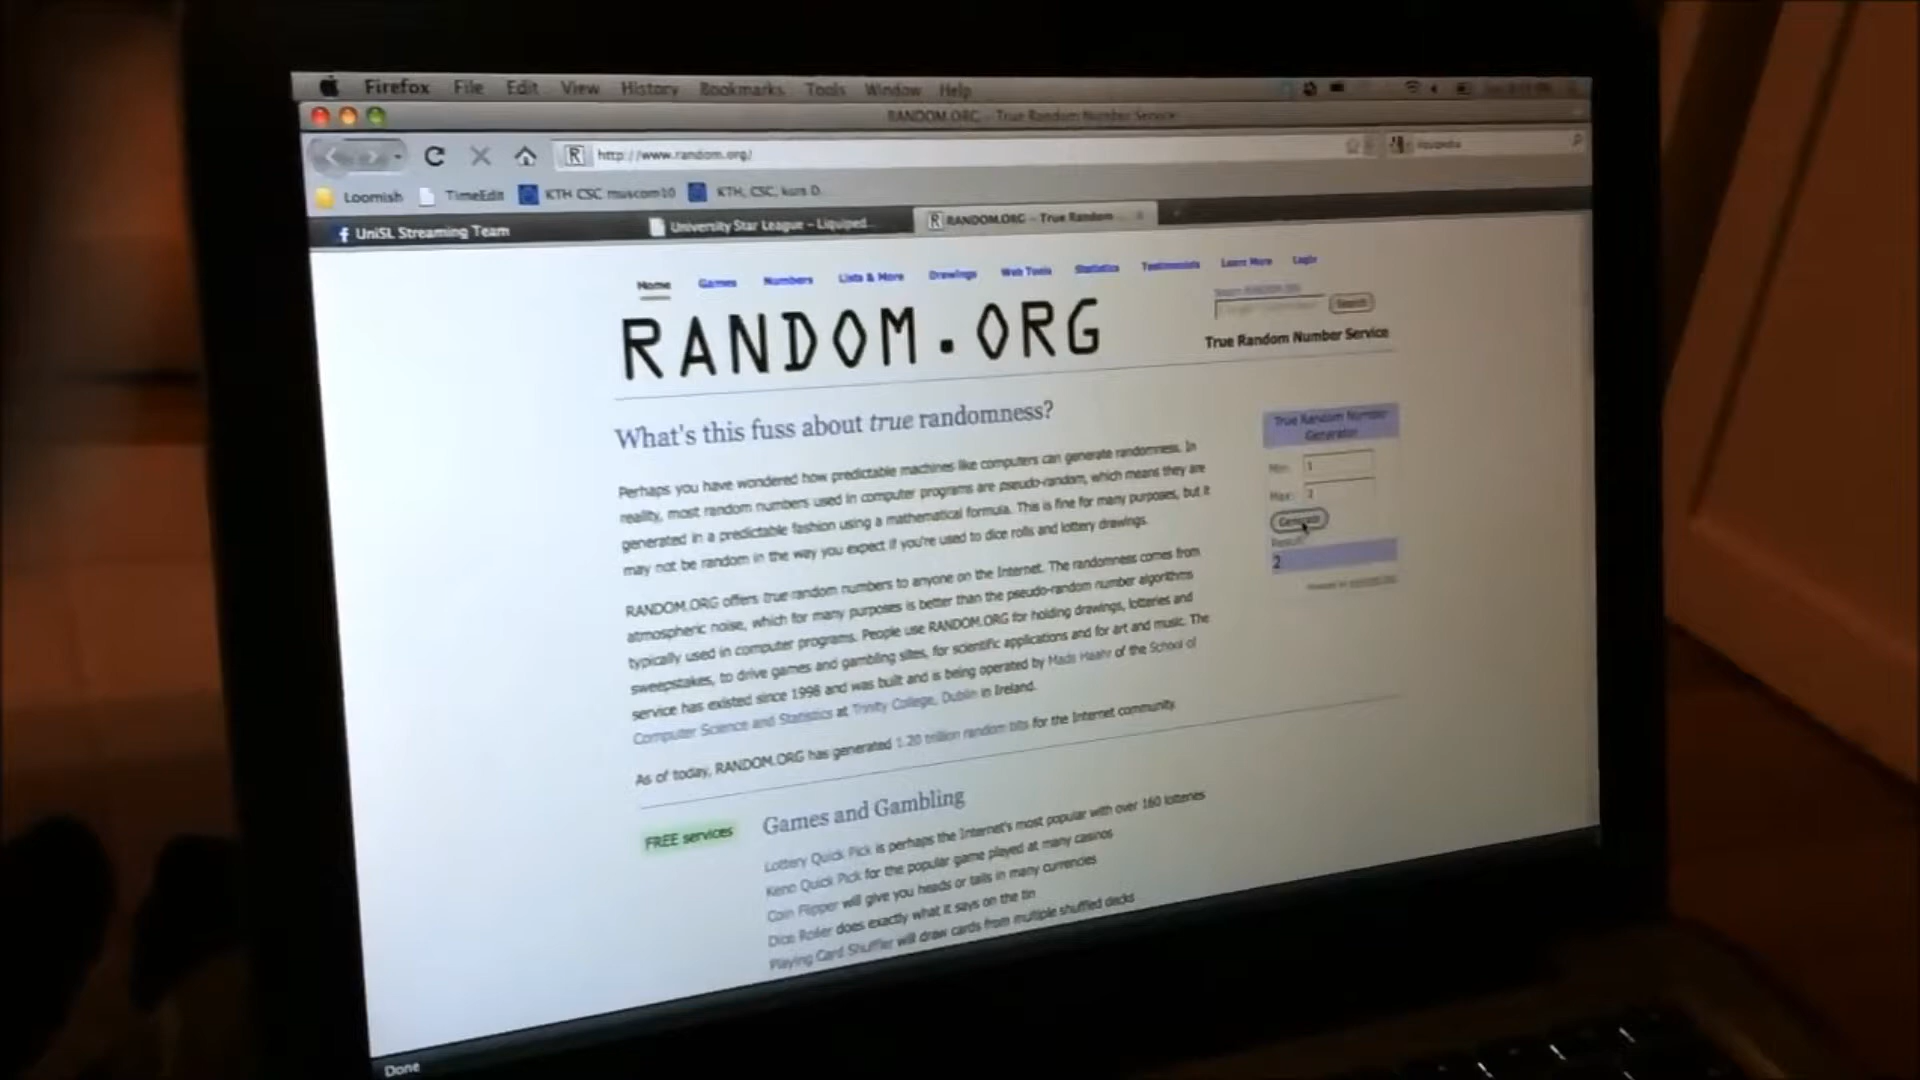 Firefox File Edit View History Bookmarks Tools Window Help
RANDOM.ORG - True Random Number Service
http://www.random.org/
Loomish TimeEdit KTH CSC muscom10 KTH, CSC, kurs D
UniSL Streaming Team University Star League - Liquiped... RANDOM.ORG - True Random ...
Home Games Numbers Lists & More Drawings Web Tools Statistics Testimonials Learn More Login
Search RANDOM.ORG
Search
RANDOM.ORG
True Random Number Service
What's this fuss about true randomness?
Perhaps you have wondered how predictable machines like computers can generate randomness. In
reality, most random numbers used in computer programs are pseudo-random, which means they are
generated in a predictable fashion using a mathematical formula. This is fine for many purposes, but it
may not be random in the way you expect if you're used to dice rolls and lottery drawings.
RANDOM.ORG offers true random numbers to anyone on the Internet. The randomness comes from
atmospheric noise, which for many purposes is better than the pseudo-random number algorithms
typically used in computer programs. People use RANDOM.ORG for holding drawings, lotteries and
sweepstakes, to drive games and gambling sites, for scientific applications and for art and music. The
service has existed since 1998 and was built and is being operated by Mads Haahr of the School of
Computer Science and Statistics at Trinity College, Dublin in Ireland.
As of today, RANDOM.ORG has generated 1.20 trillion random bits for the Internet community.
True Random Number
Generator
Min: 1
Max:
Generate
Result:
2
FREE services
Games and Gambling
Lottery Quick Pick is perhaps the Internet's most popular with over 160 lotteries
Keno Quick Pick for the popular game played at many casinos
Coin Flipper will give you heads or tails in many currencies
Dice Roller does exactly what it says on the tin
Playing Card Shuffler will draw cards from multiple shuffled decks
Done